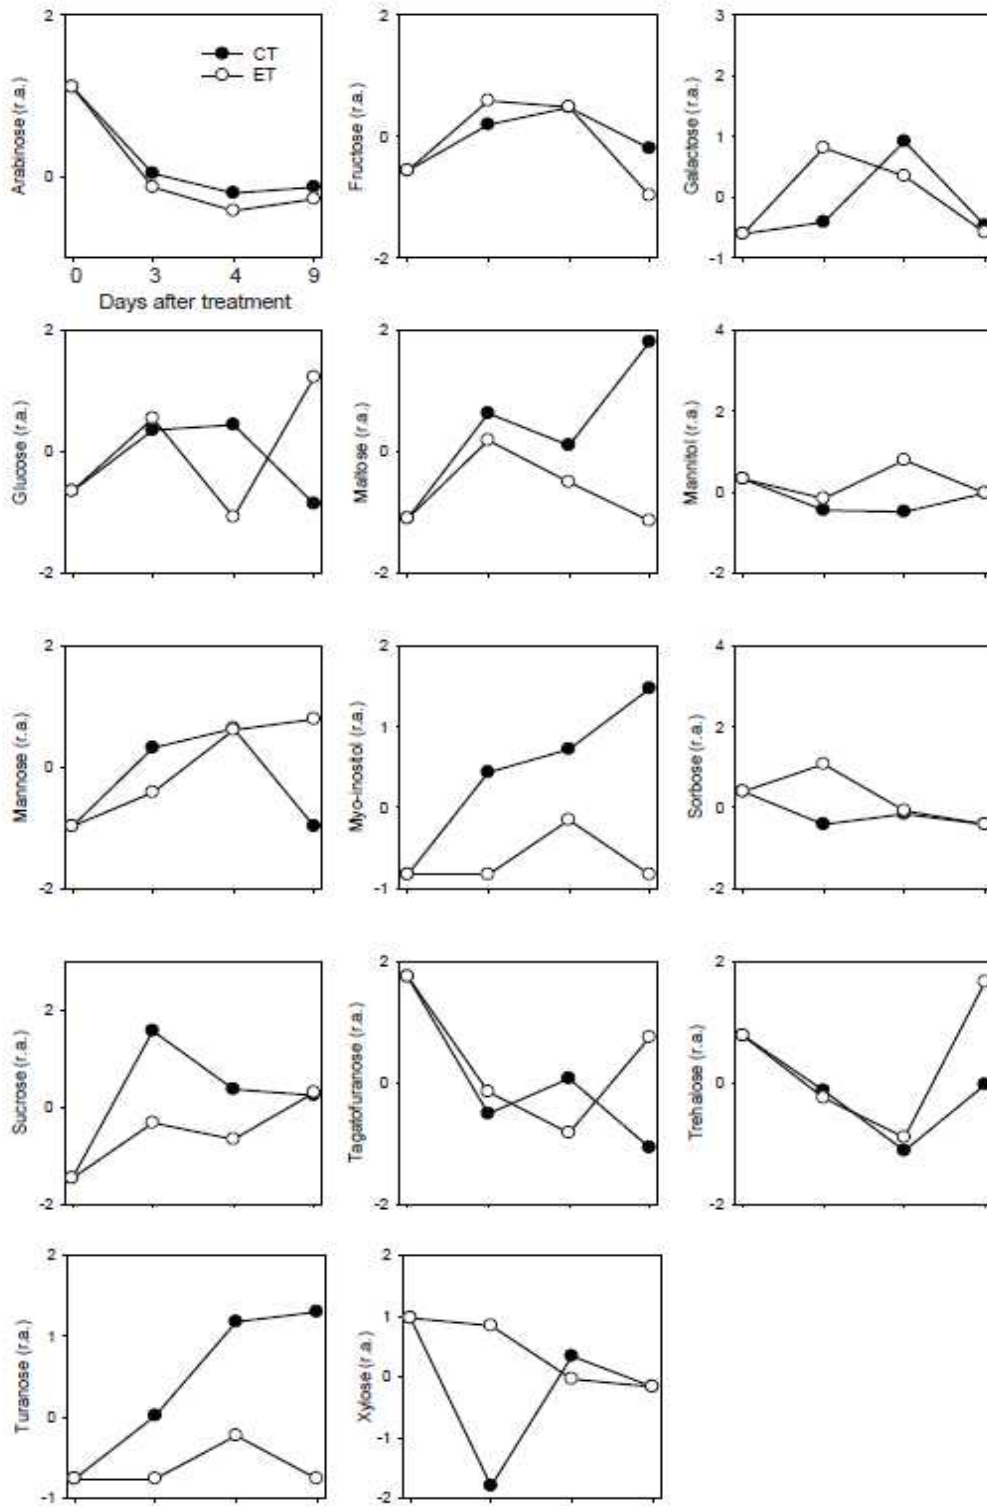 2
0
Arabinose (r.a.)
CT
ET
0 3 4 9
Days after treatment
2
0
-2
Fructose (r.a.)
3
2
1
0
-1
Galactose (r.a.)
2
0
-2
Glucose (r.a.)
2
0
-2
Maltose (r.a.)
4
2
0
-2
Mannitol (r.a.)
2
0
-2
Mannose (r.a.)
2
1
0
-1
Myo-inositol (r.a.)
4
2
0
-2
Sorbose (r.a.)
2
0
-2
Sucrose (r.a.)
2
0
-2
Tagatofuranose (r.a.)
2
0
-2
Trehalose (r.a.)
2
1
0
-1
Turanose (r.a.)
2
1
0
-1
-2
Xylose (r.a.)